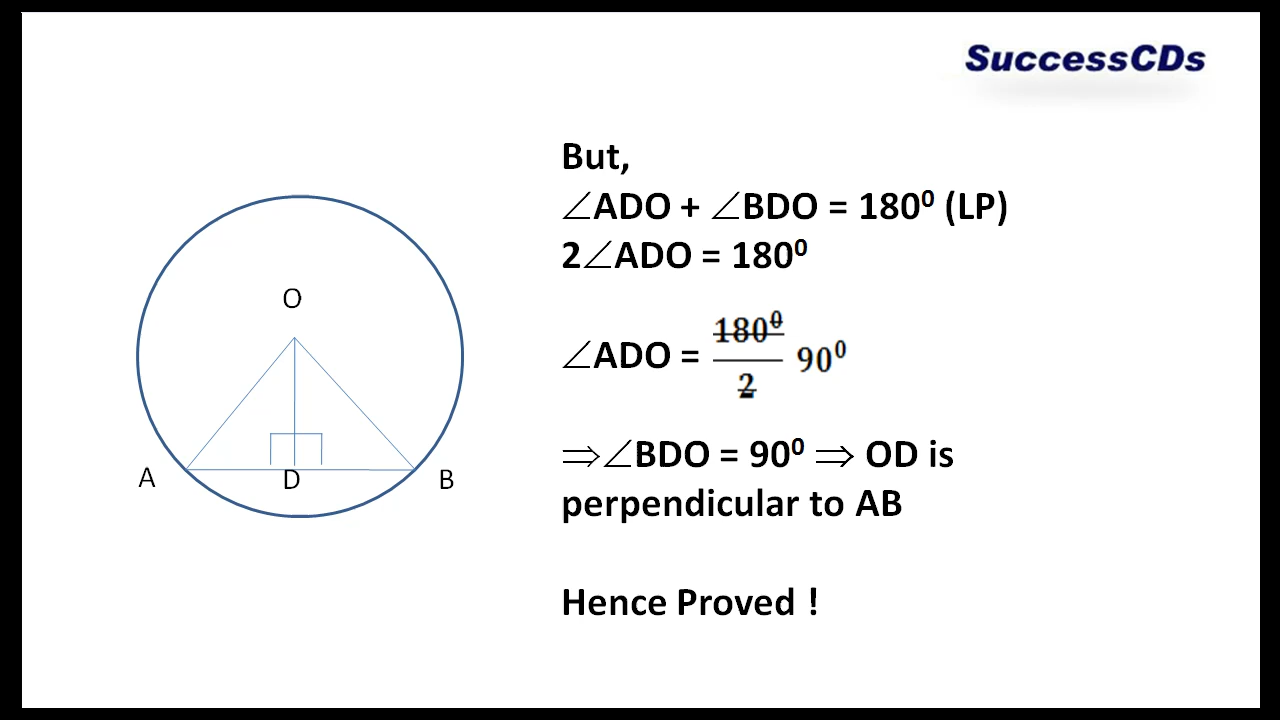 SuccessCDs
But,
∠ADO + ∠BDO = 180⁰ (LP)
2∠ADO = 180⁰
∠ADO = 180⁰/2 90⁰
⇒∠BDO = 90⁰ ⇒ OD is
perpendicular to AB
Hence Proved !
O
A
D
B